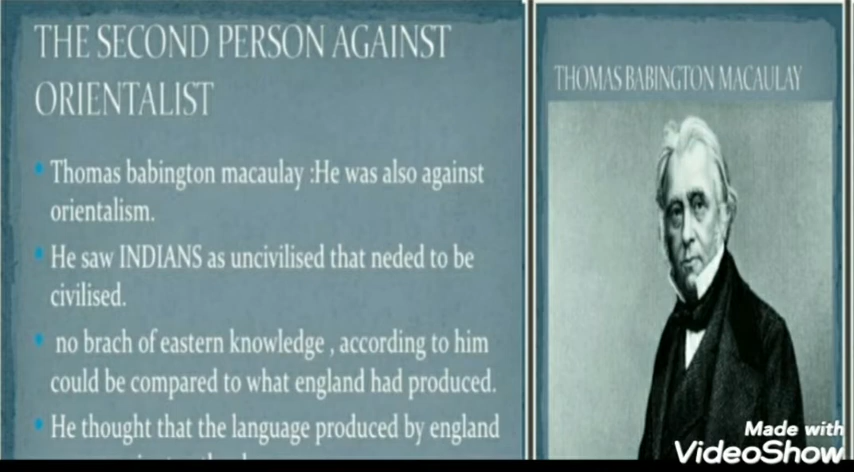 THE SECOND PERSON AGAINST
ORIENTALIST
Thomas babington macaulay :He was also against
orientalism.
He saw INDIANS as uncivilised that neded to be
civilised.
no brach of eastern knowledge , according to him
could be compared to what england had produced.
He thought that the language produced by england
THOMAS BABINGTON MACAULAY
Made with
VideoShow